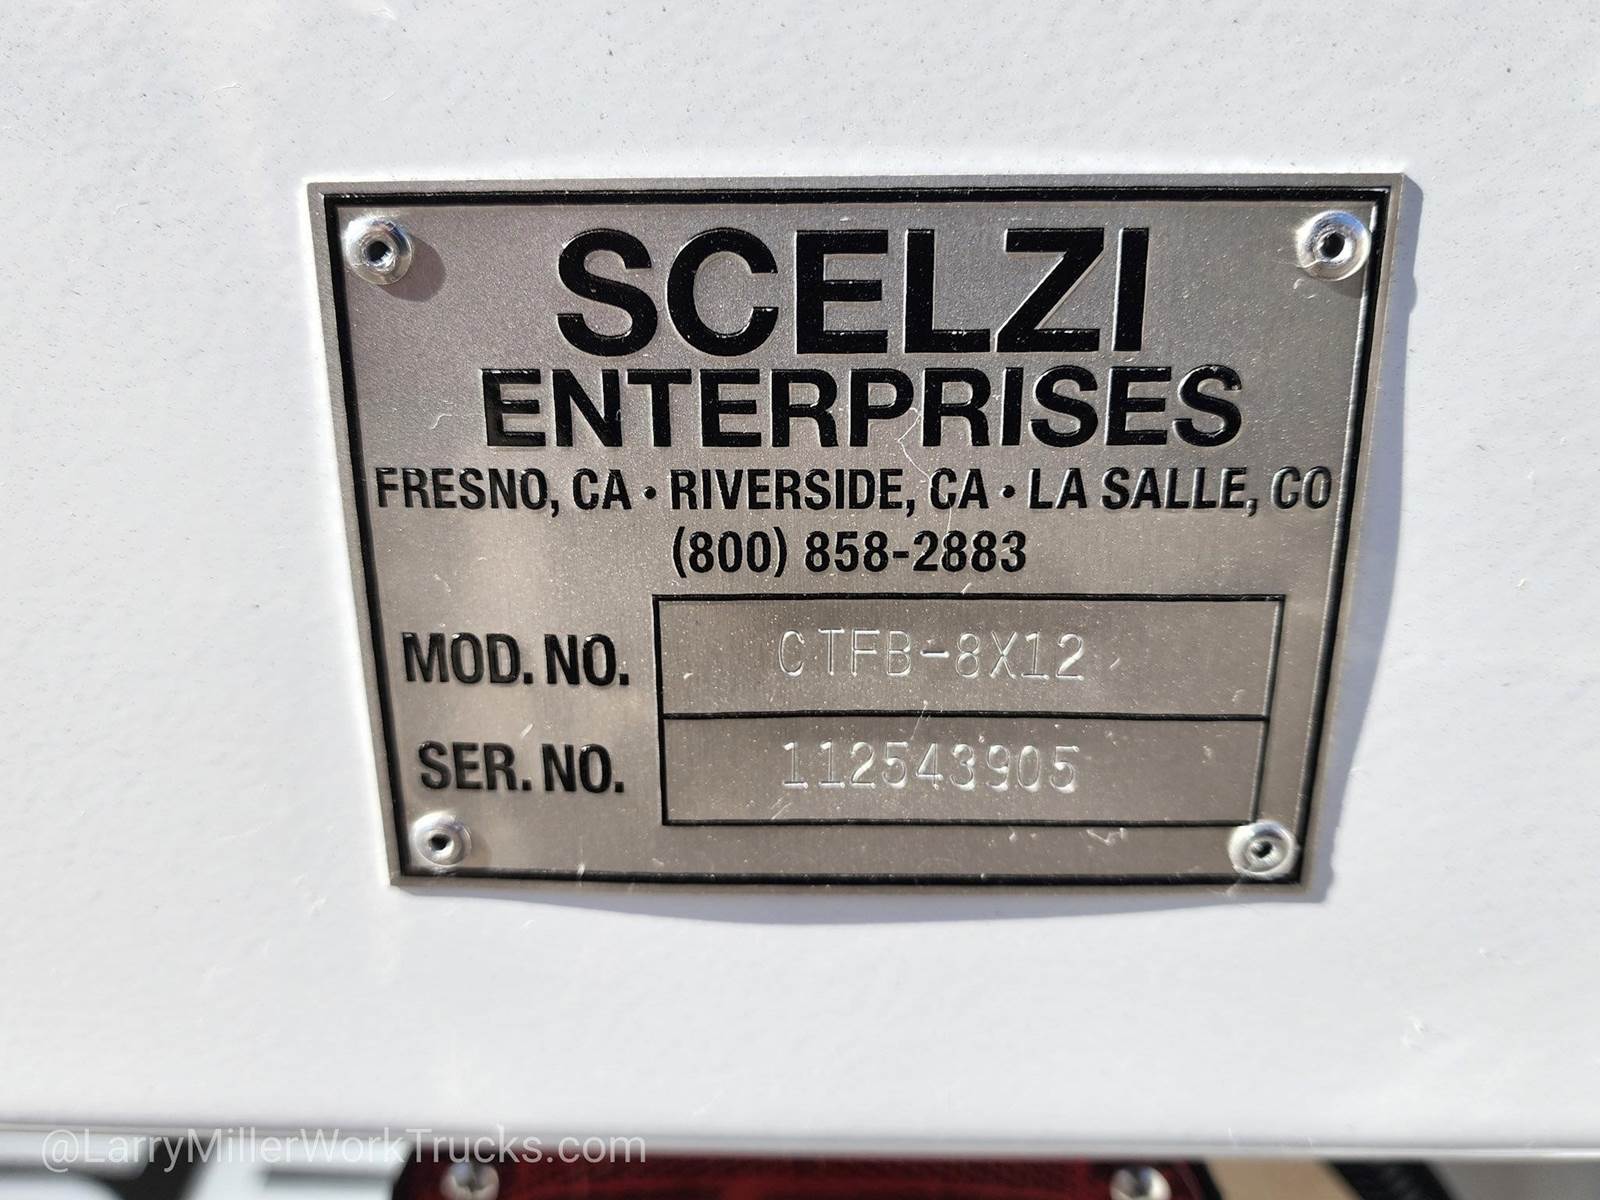 SCELZI
ENTERPRISES
FRESNO, CA · RIVERSIDE, CA · LA SALLE, CO
(800) 858-2883
MOD. NO. CTFB-8X12
SER. NO. 112543905
@LarryMillerWorkTrucks.com